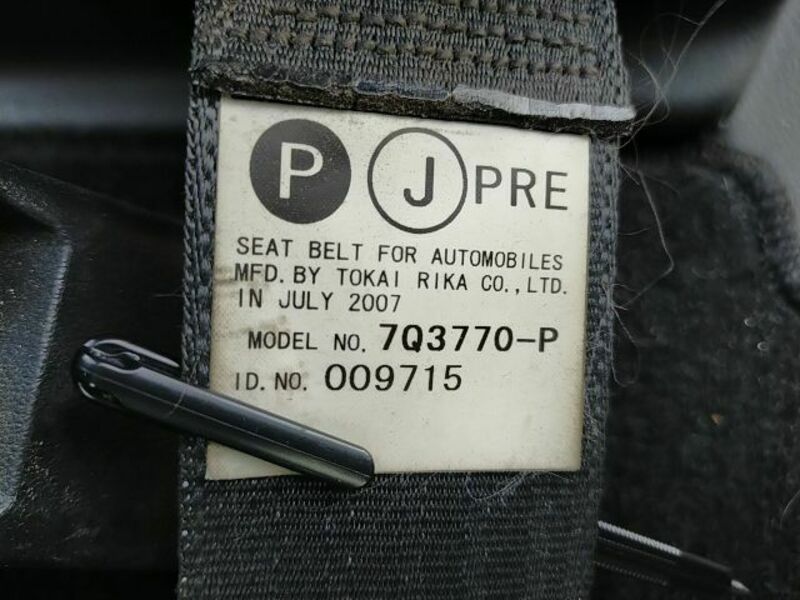 P J PRE
SEAT BELT FOR AUTOMOBILES
MFD. BY TOKAI RIKA CO., LTD.
IN JULY 2007
MODEL NO. 7Q3770-P
ID. NO. 009715